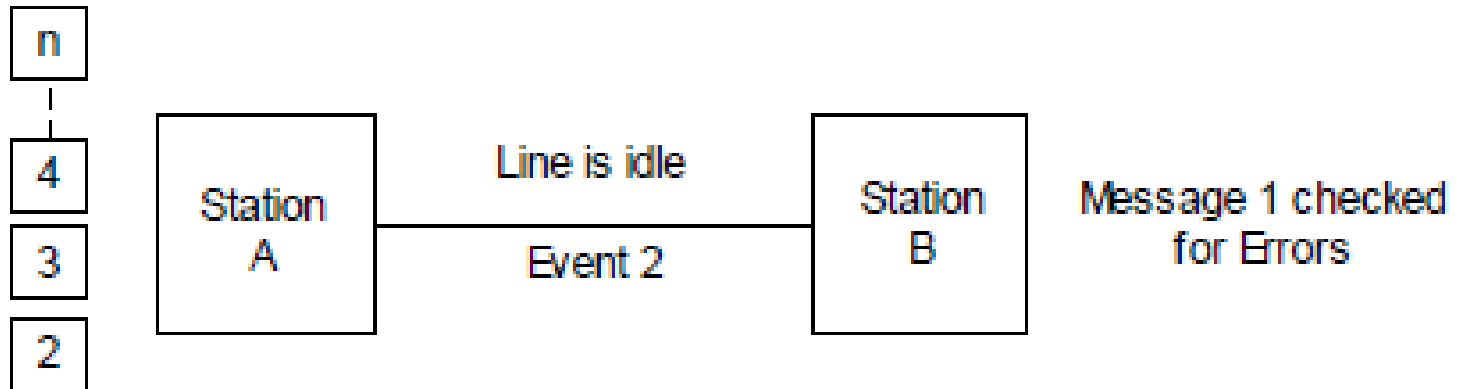 n
4
3
2
Station
A
Line is idle
Event 2
Station
B
Message 1 checked
for Errors